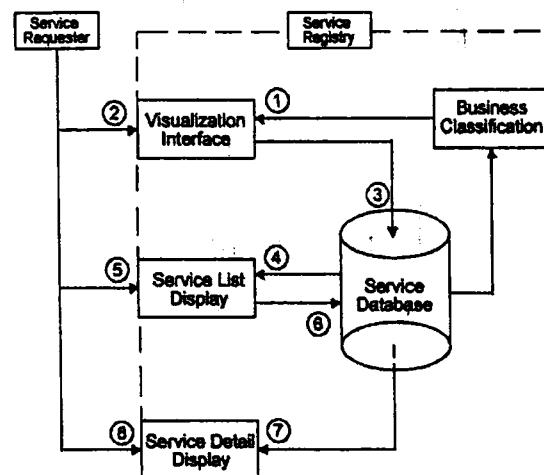 Service
Requester
Service
Registry
①
②
Visualization
Interface
Business
Classification
③
④
⑤
Service List
Display
Service
Database
⑥
⑦
⑧
Service Detail
Display